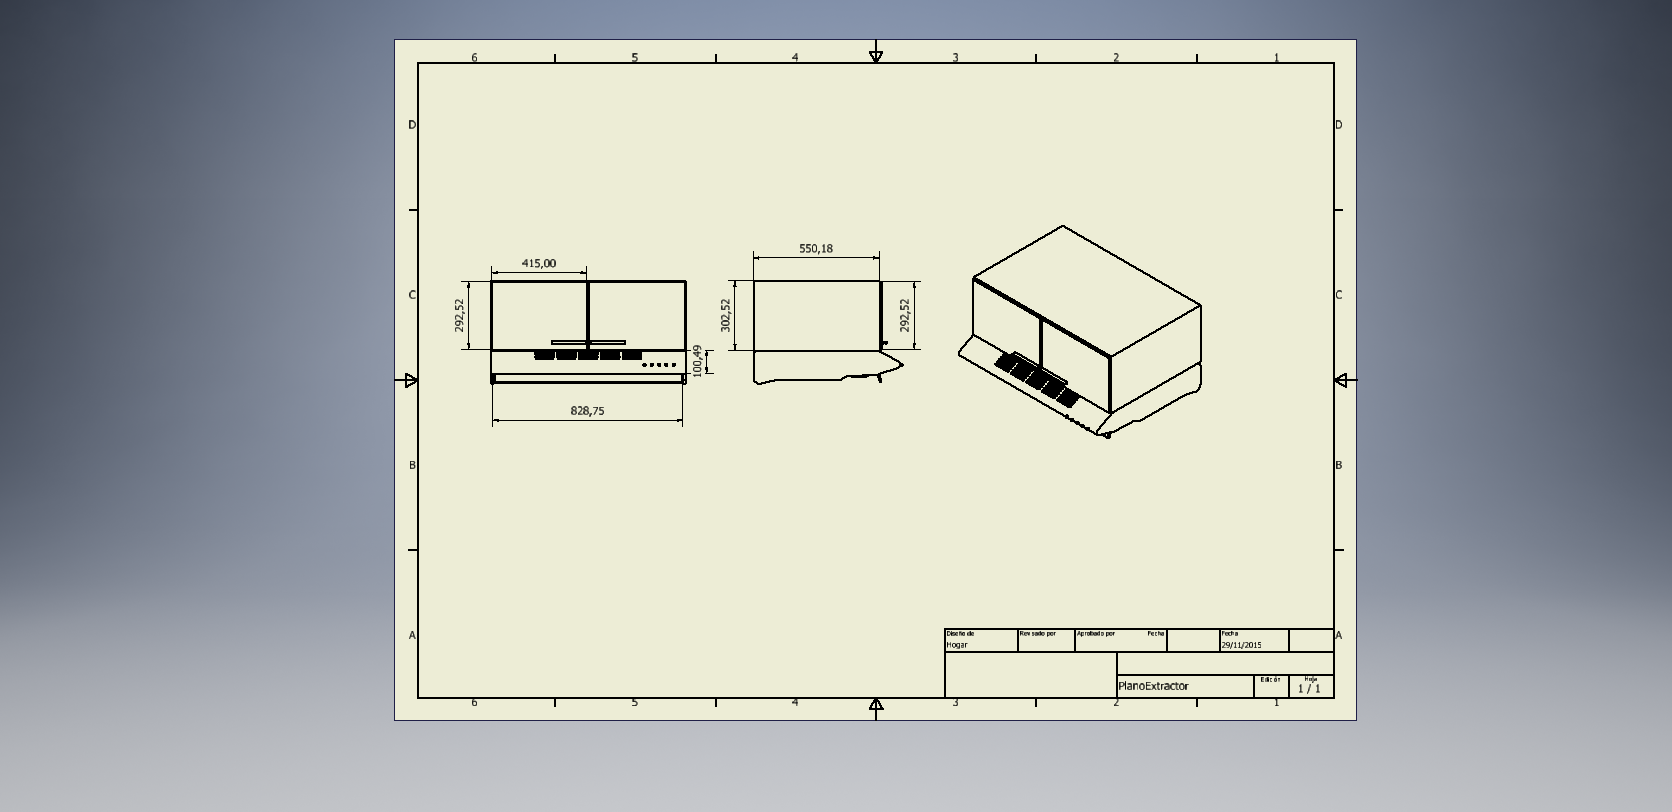 6 5 4 3 2 1
D D
550,18
415,00
C C
292,52 302,52 292,52
100,49
828,75
B B
A A
Diseño de Revisado por Aprobado por Fecha Fecha
Hogar 29/11/2015
Edición Hoja
PlanoExtractor 1 / 1
6 5 4 3 2 1